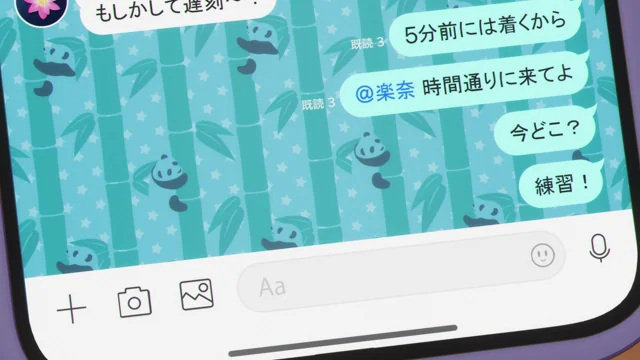 もしかして遅刻〜？
5分前には着くから
既読 3
@楽奈 時間通りに来てよ
既読 3
今どこ？
練習！
Aa